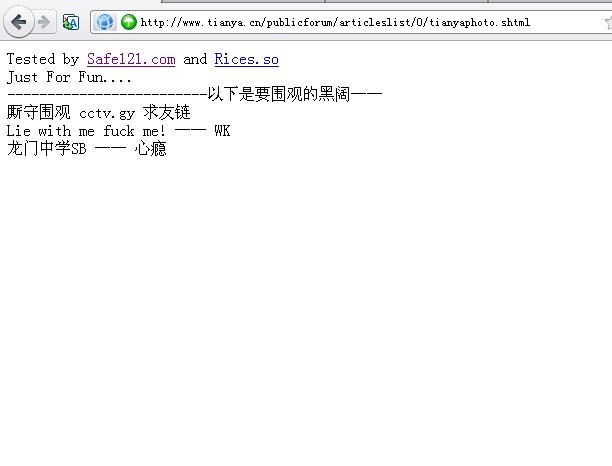 http://www.tianya.cn/publicforum/articleslist/0/tianyaphoto.shtml
Tested by Safe121.com and Rices.so
Just For Fun....
-------------------------以下是要围观的黑阔——
厮守围观 cctv.gy 求友链
Lie with me fuck me! —— WK
龙门中学SB —— 心瘾